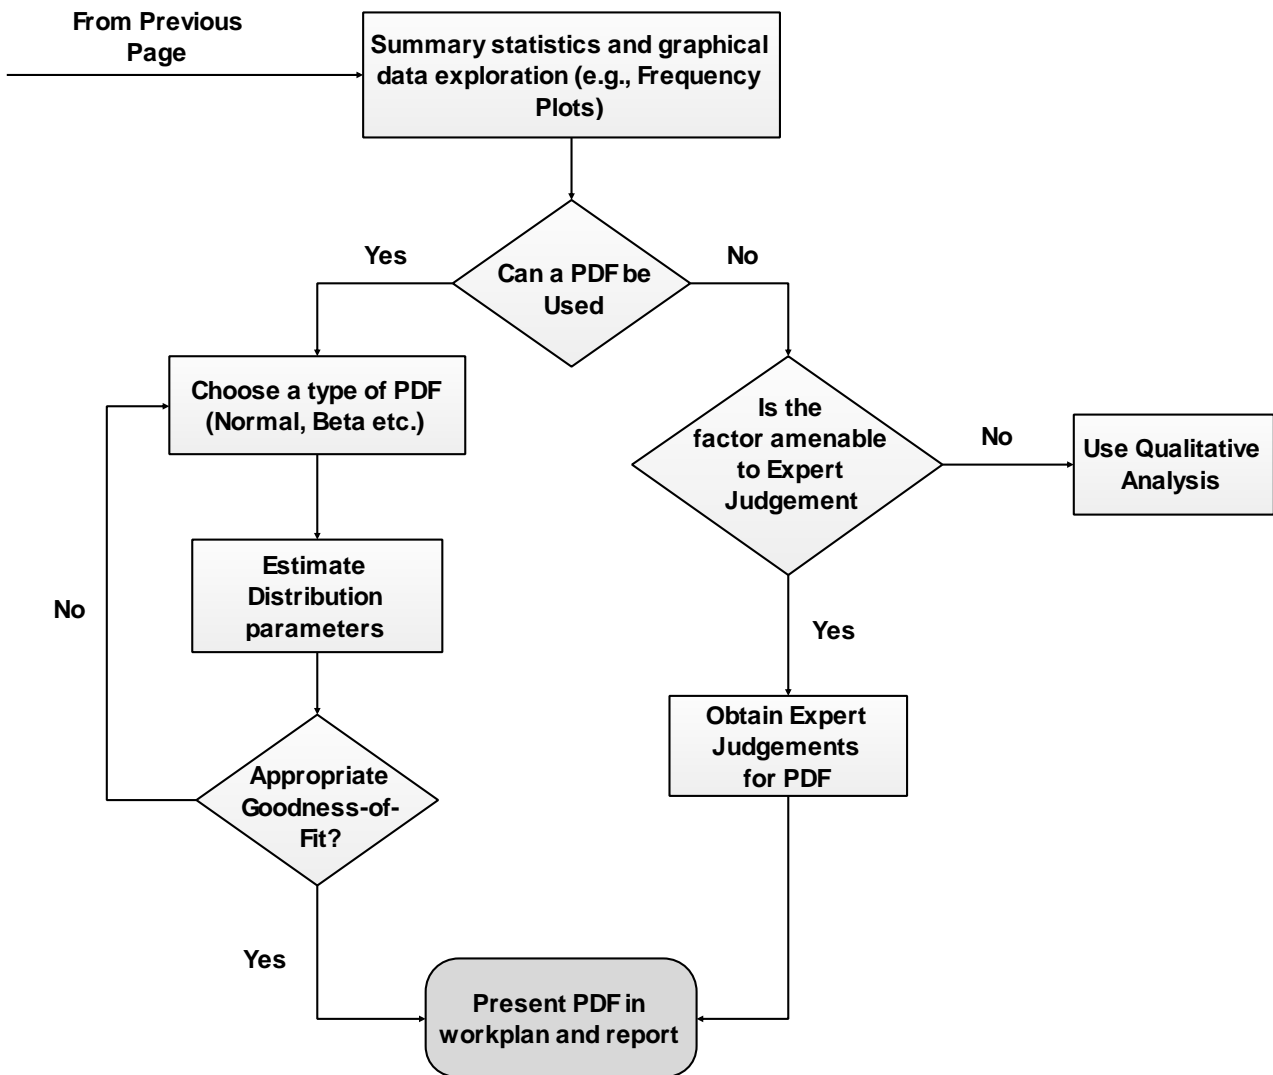 From Previous
Page
Summary statistics and graphical
data exploration (e.g., Frequency
Plots)
Yes
No
Can a PDF be
Used
Choose a type of PDF
(Normal, Beta etc.)
Is the
factor amenable
to Expert
Judgement
No
Use Qualitative
Analysis
Estimate
Distribution
parameters
No
Yes
Obtain Expert
Judgements
for PDF
Appropriate
Goodness-of-
Fit?
Yes
Present PDF in
workplan and report